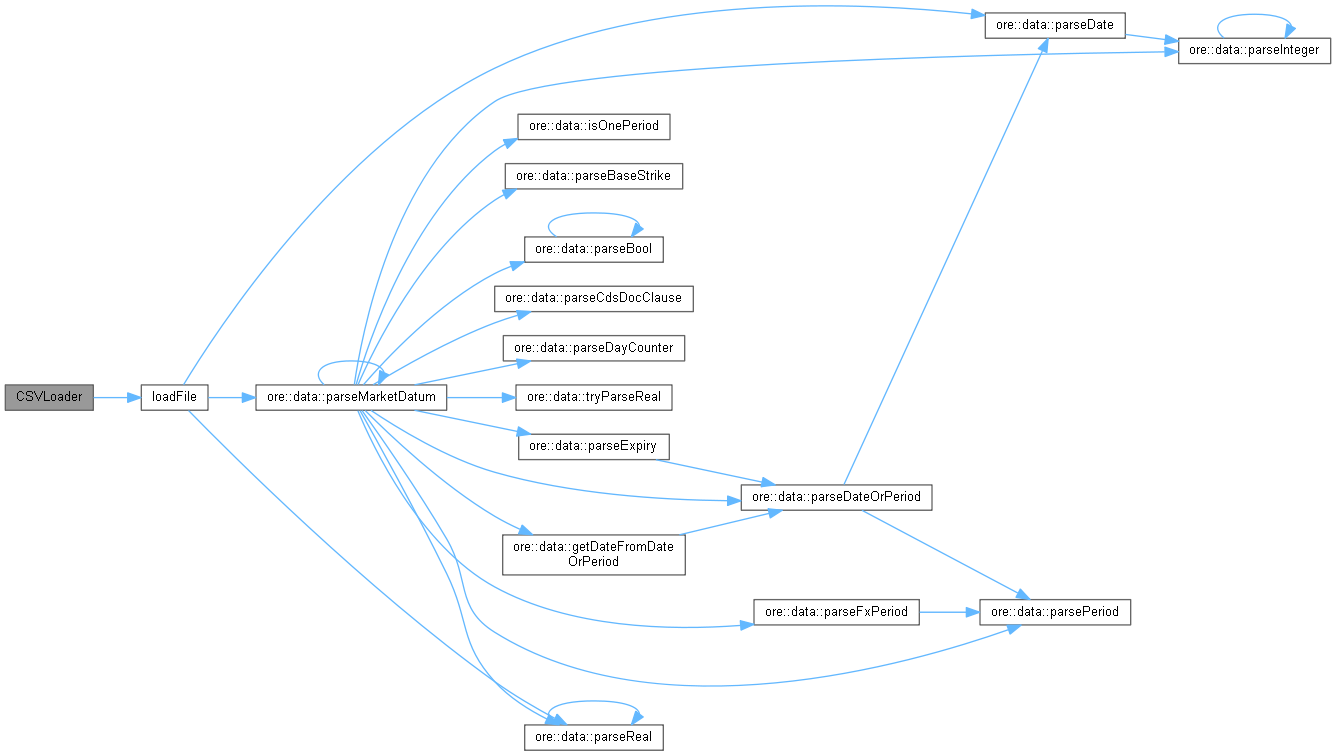 ore::data::parseDate
ore::data::parseInteger
ore::data::isOnePeriod
ore::data::parseBaseStrike
ore::data::parseBool
ore::data::parseCdsDocClause
ore::data::parseDayCounter
CSVLoader
loadFile
ore::data::parseMarketDatum
ore::data::tryParseReal
ore::data::parseExpiry
ore::data::parseDateOrPeriod
ore::data::getDateFromDate
OrPeriod
ore::data::parseFxPeriod
ore::data::parsePeriod
ore::data::parseReal